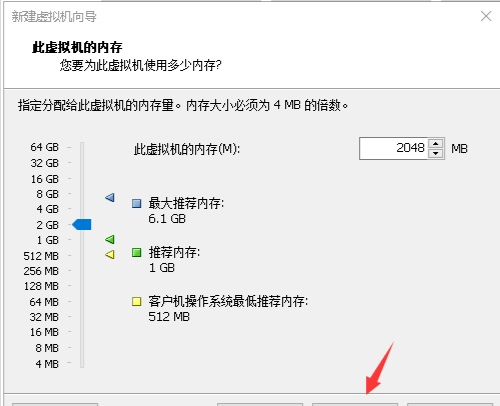 新建虚拟机向导
此虚拟机的内存
您要为此虚拟机使用多少内存?
指定分配给此虚拟机的内存量。内存大小必须为 4 MB 的倍数。
此虚拟机的内存(M): 2048 MB
64 GB
32 GB
16 GB
8 GB
4 GB
2 GB
1 GB
512 MB
256 MB
128 MB
64 MB
32 MB
16 MB
8 MB
4 MB
最大推荐内存:
6.1 GB
推荐内存:
1 GB
客户机操作系统最低推荐内存:
512 MB